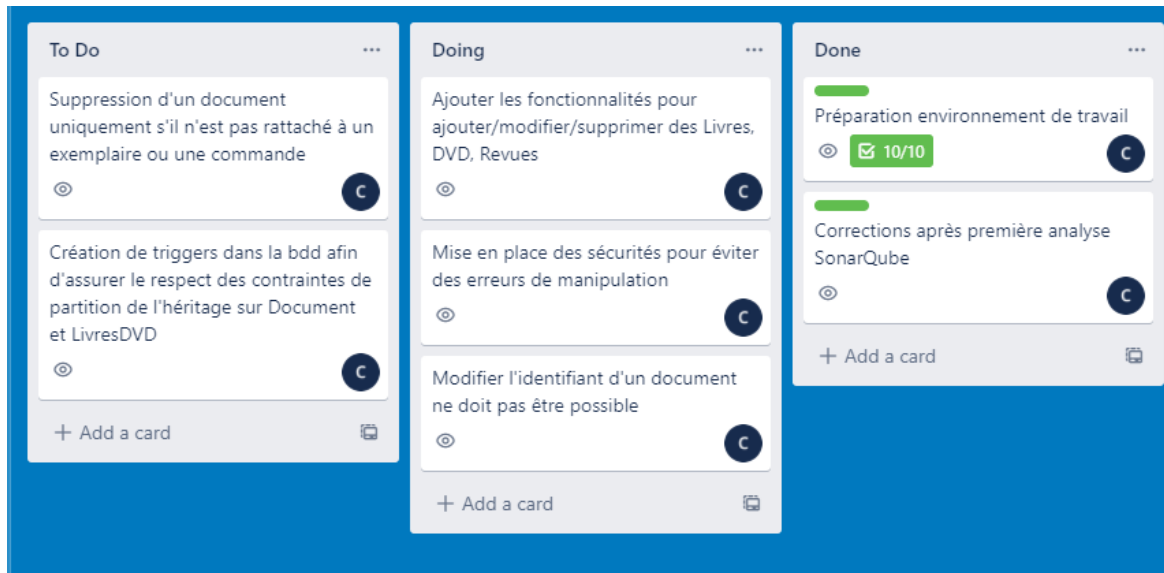 To Do
Suppression d'un document
uniquement s'il n'est pas rattaché à un
exemplaire ou une commande
C
Création de triggers dans la bdd afin
d'assurer le respect des contraintes de
partition de l'héritage sur Document
et LivresDVD
C
+ Add a card
Doing
Ajouter les fonctionnalités pour
ajouter/modifier/supprimer des Livres,
DVD, Revues
C
Mise en place des sécurités pour éviter
des erreurs de manipulation
C
Modifier l'identifiant d'un document
ne doit pas être possible
C
+ Add a card
Done
Préparation environnement de travail
10/10
C
Corrections après première analyse
SonarQube
C
+ Add a card